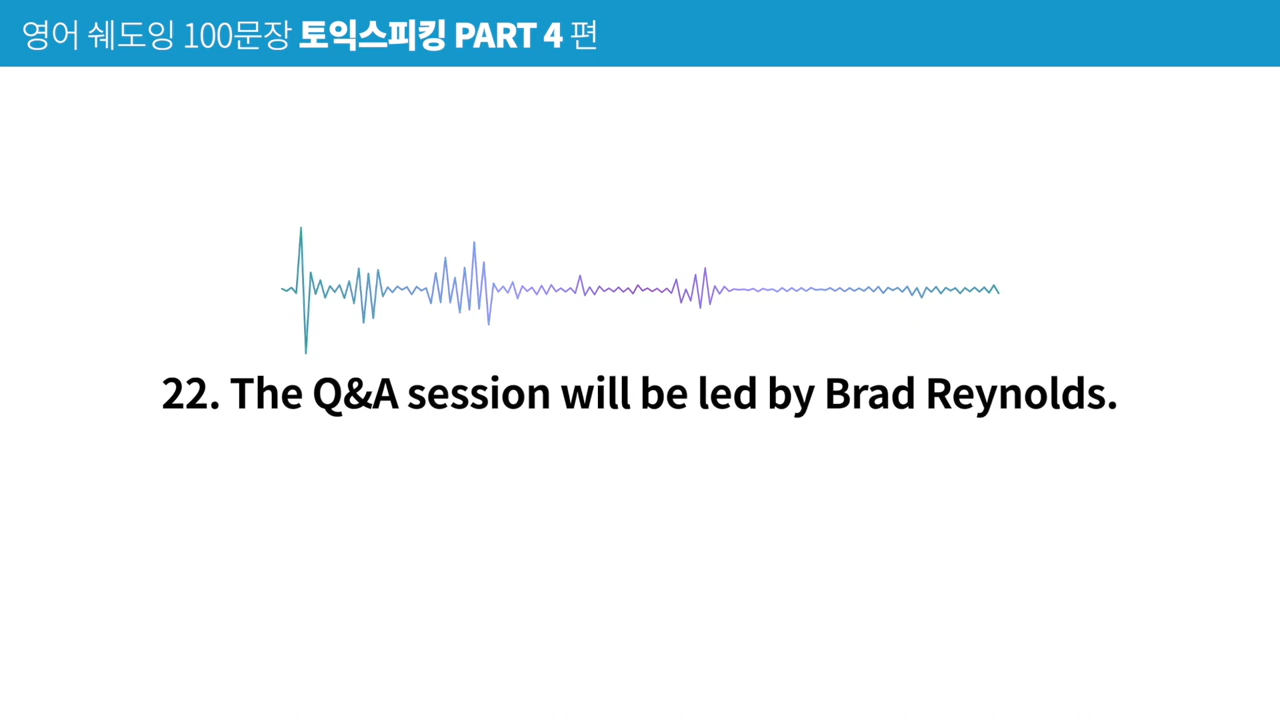 영어 쉐도잉 100문장 토익스피킹 PART 4 편
22. The Q&A session will be led by Brad Reynolds.